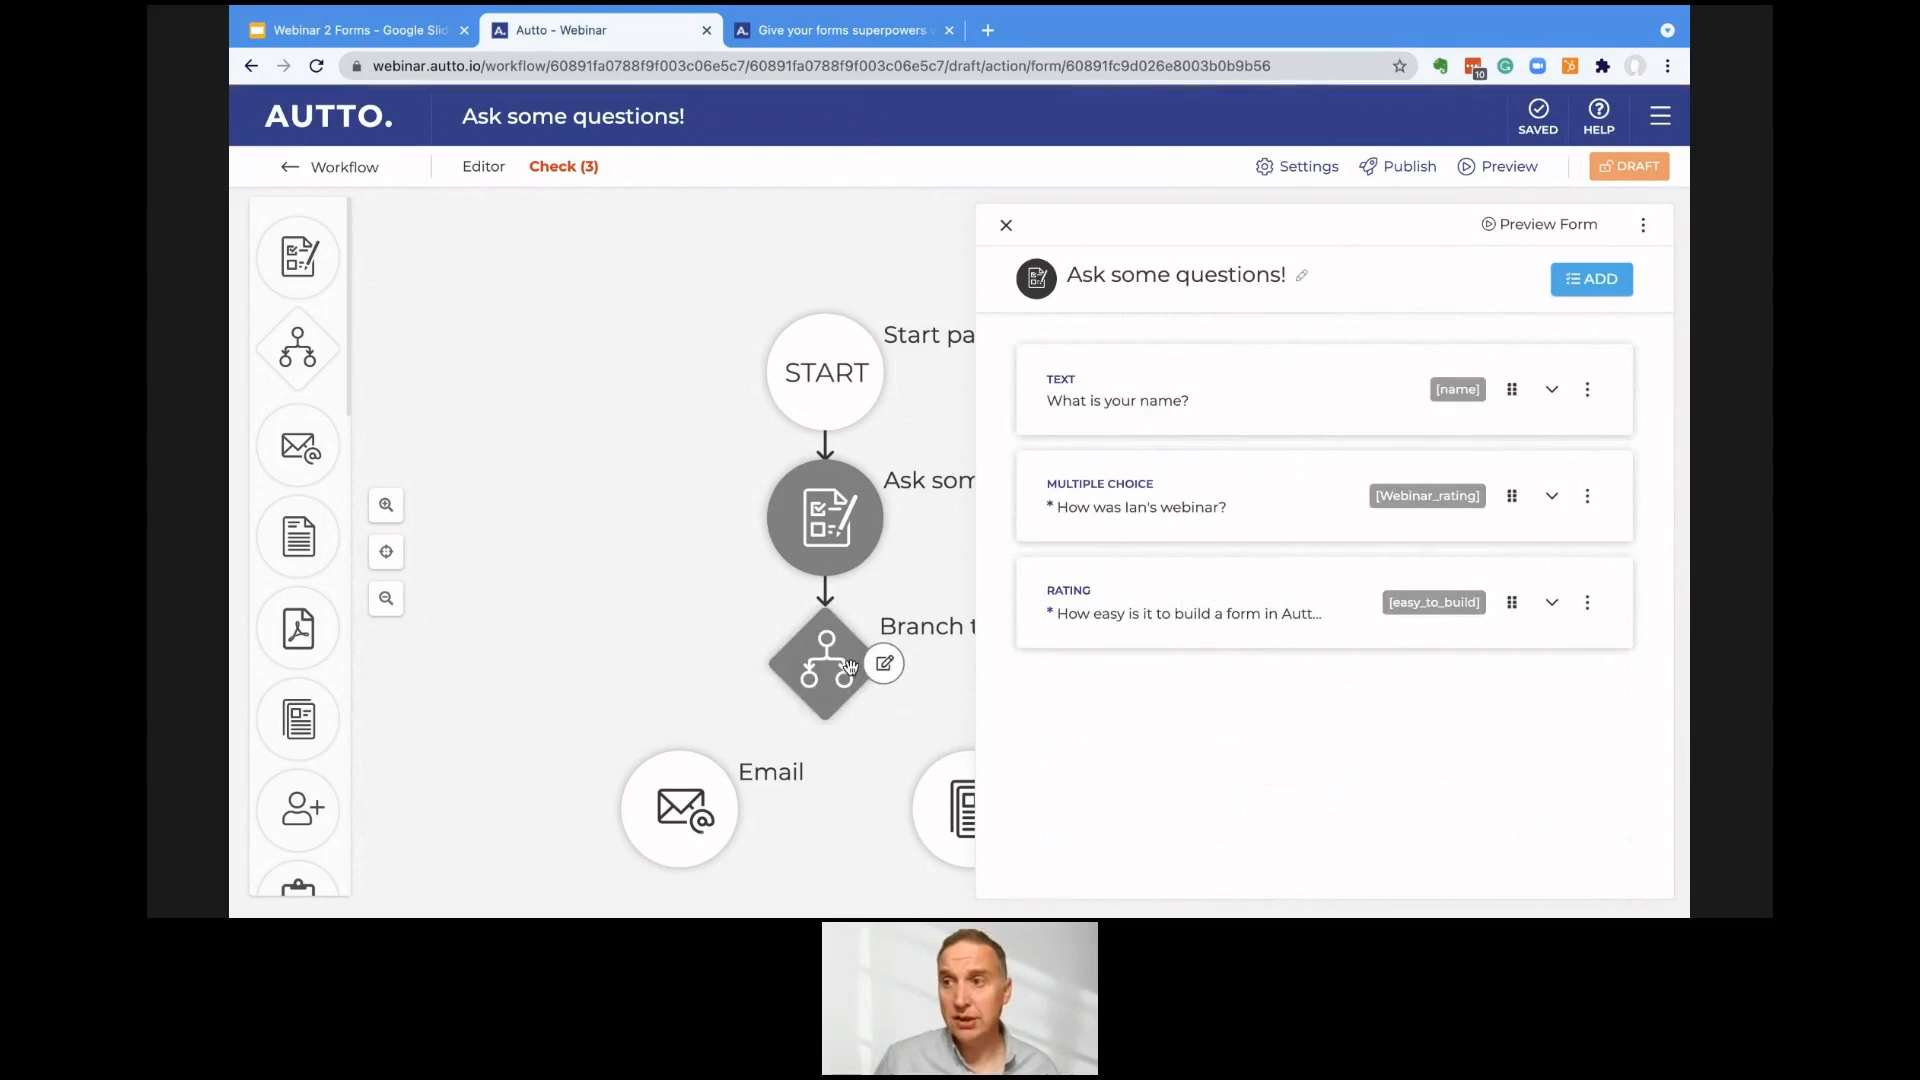 Webinar 2 Forms - Google Slid
Autto - Webinar
Give your forms superpowers
webinar.autto.io/workflow/60891fa0788f9f003c06e5c7/60891fa0788f9f003c06e5c7/draft/action/form/60891fc9d026e8003b0b9b56
10
AUTTO.
Ask some questions!
SAVED
HELP
Workflow
Editor
Check (3)
Settings
Publish
Preview
DRAFT
Preview Form
Ask some questions!
ADD
START
Start pa
Ask som
Branch t
Email
TEXT
What is your name?
[name]
MULTIPLE CHOICE
* How was Ian's webinar?
[Webinar_rating]
RATING
* How easy is it to build a form in Autt...
[easy_to_build]